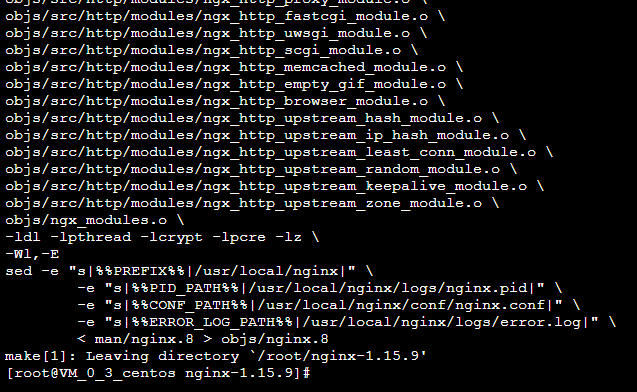 objs/src/http/modules/ngx_http_proxy_module.o \
objs/src/http/modules/ngx_http_fastcgi_module.o \
objs/src/http/modules/ngx_http_uwsgi_module.o \
objs/src/http/modules/ngx_http_scgi_module.o \
objs/src/http/modules/ngx_http_memcached_module.o \
objs/src/http/modules/ngx_http_empty_gif_module.o \
objs/src/http/modules/ngx_http_browser_module.o \
objs/src/http/modules/ngx_http_upstream_hash_module.o \
objs/src/http/modules/ngx_http_upstream_ip_hash_module.o \
objs/src/http/modules/ngx_http_upstream_least_conn_module.o \
objs/src/http/modules/ngx_http_upstream_random_module.o \
objs/src/http/modules/ngx_http_upstream_keepalive_module.o \
objs/src/http/modules/ngx_http_upstream_zone_module.o \
objs/ngx_modules.o \
-ldl -lpthread -lcrypt -lpcre -lz \
-Wl,-E
sed -e "s|%%PREFIX%%|/usr/local/nginx|" \
        -e "s|%%PID_PATH%%|/usr/local/nginx/logs/nginx.pid|" \
        -e "s|%%CONF_PATH%%|/usr/local/nginx/conf/nginx.conf|" \
        -e "s|%%ERROR_LOG_PATH%%|/usr/local/nginx/logs/error.log|" \
        < man/nginx.8 > objs/nginx.8
make[1]: Leaving directory `/root/nginx-1.15.9'
[root@VM_0_3_centos nginx-1.15.9]#